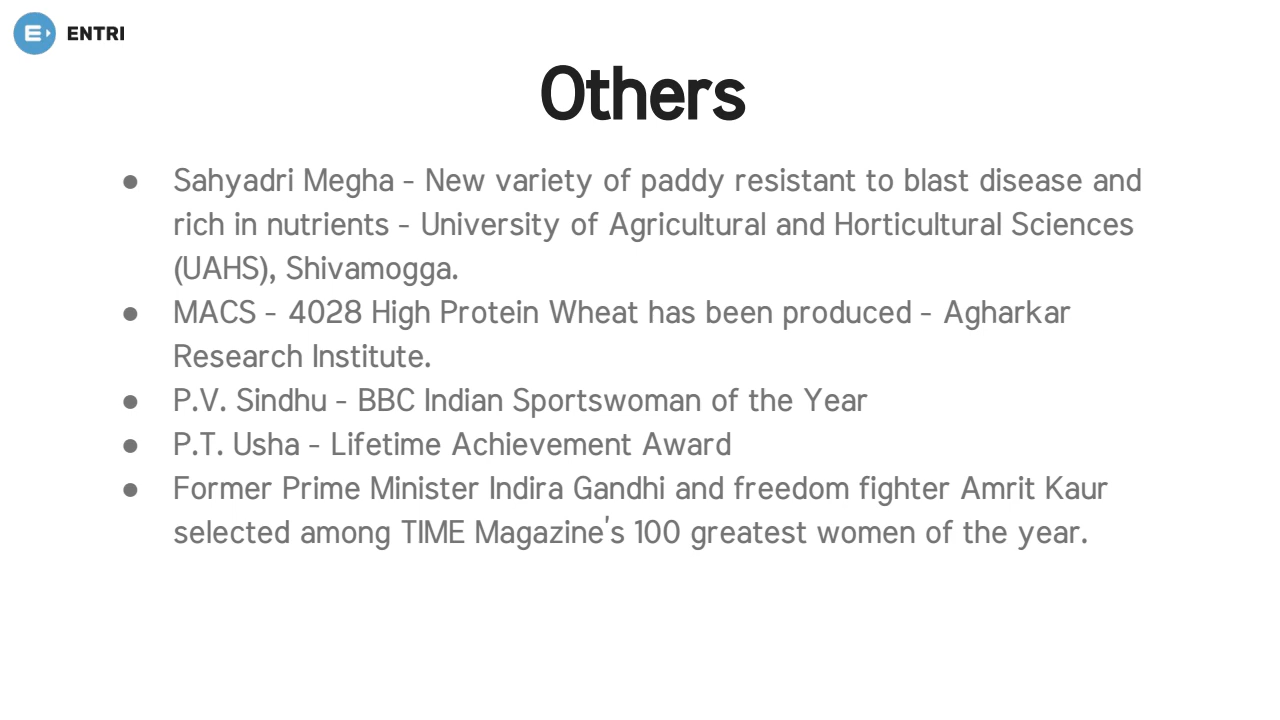 ENTRI
Others
● Sahyadri Megha - New variety of paddy resistant to blast disease and
rich in nutrients - University of Agricultural and Horticultural Sciences
(UAHS), Shivamogga.
● MACS - 4028 High Protein Wheat has been produced - Agharkar
Research Institute.
● P.V. Sindhu - BBC Indian Sportswoman of the Year
● P.T. Usha - Lifetime Achievement Award
● Former Prime Minister Indira Gandhi and freedom fighter Amrit Kaur
selected among TIME Magazine's 100 greatest women of the year.